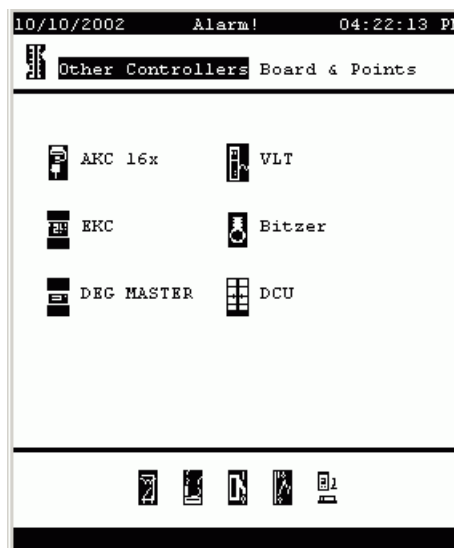 10/10/2002 Alarm! 04:22:13 P
Other Controllers Board & Points
AKC 16x VLT
EKC Bitzer
DEG MASTER DCU